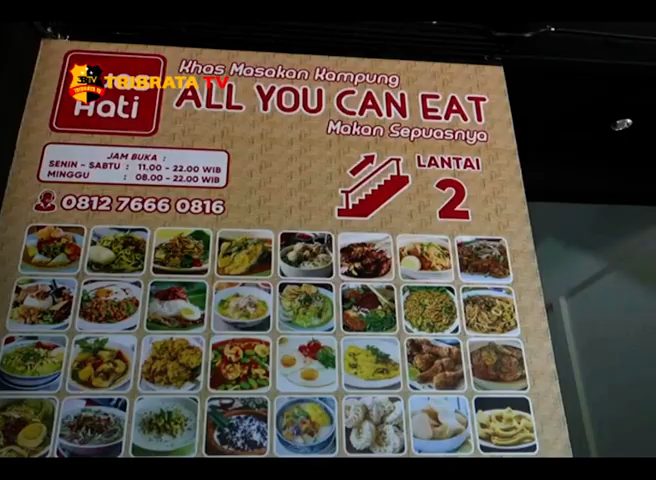 TRIBRATA TV
Hati
Khas Masakan Kampung
ALL YOU CAN EAT
Makan Sepuasnya
JAM BUKA :
SENIN - SABTU : 11.00 - 22.00 WIB
MINGGU : 08.00 - 22.00 WIB
0812 7666 0816
LANTAI
2